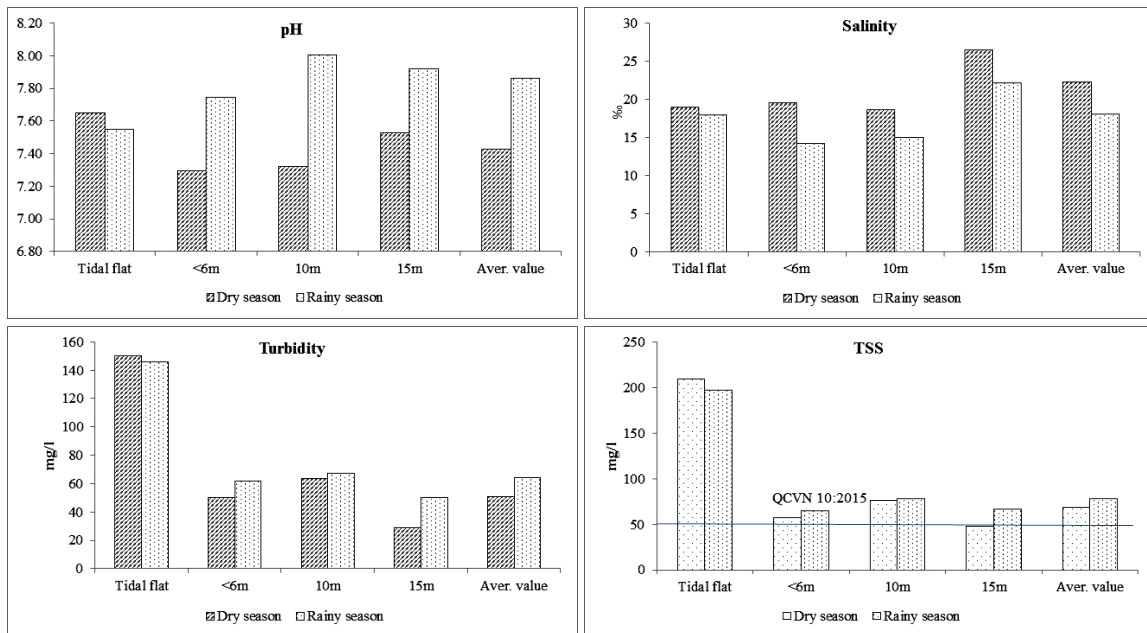 pH
8.20
8.00
7.80
7.60
7.40
7.20
7.00
6.80
Tidal flat <6m 10m 15m Aver. value
Dry season Rainy season
Salinity
‰
30
25
20
15
10
5
0
Tidal flat <6m 10m 15m Aver. value
Dry season Rainy season
Turbidity
mg/l
160
140
120
100
80
60
40
20
0
Tidal flat <6m 10m 15m Aver. value
Dry season Rainy season
TSS
mg/l
250
200
150
100
50
0
QCVN 10:2015
Tidal flat <6m 10m 15m Aver. value
Dry season Rainy season